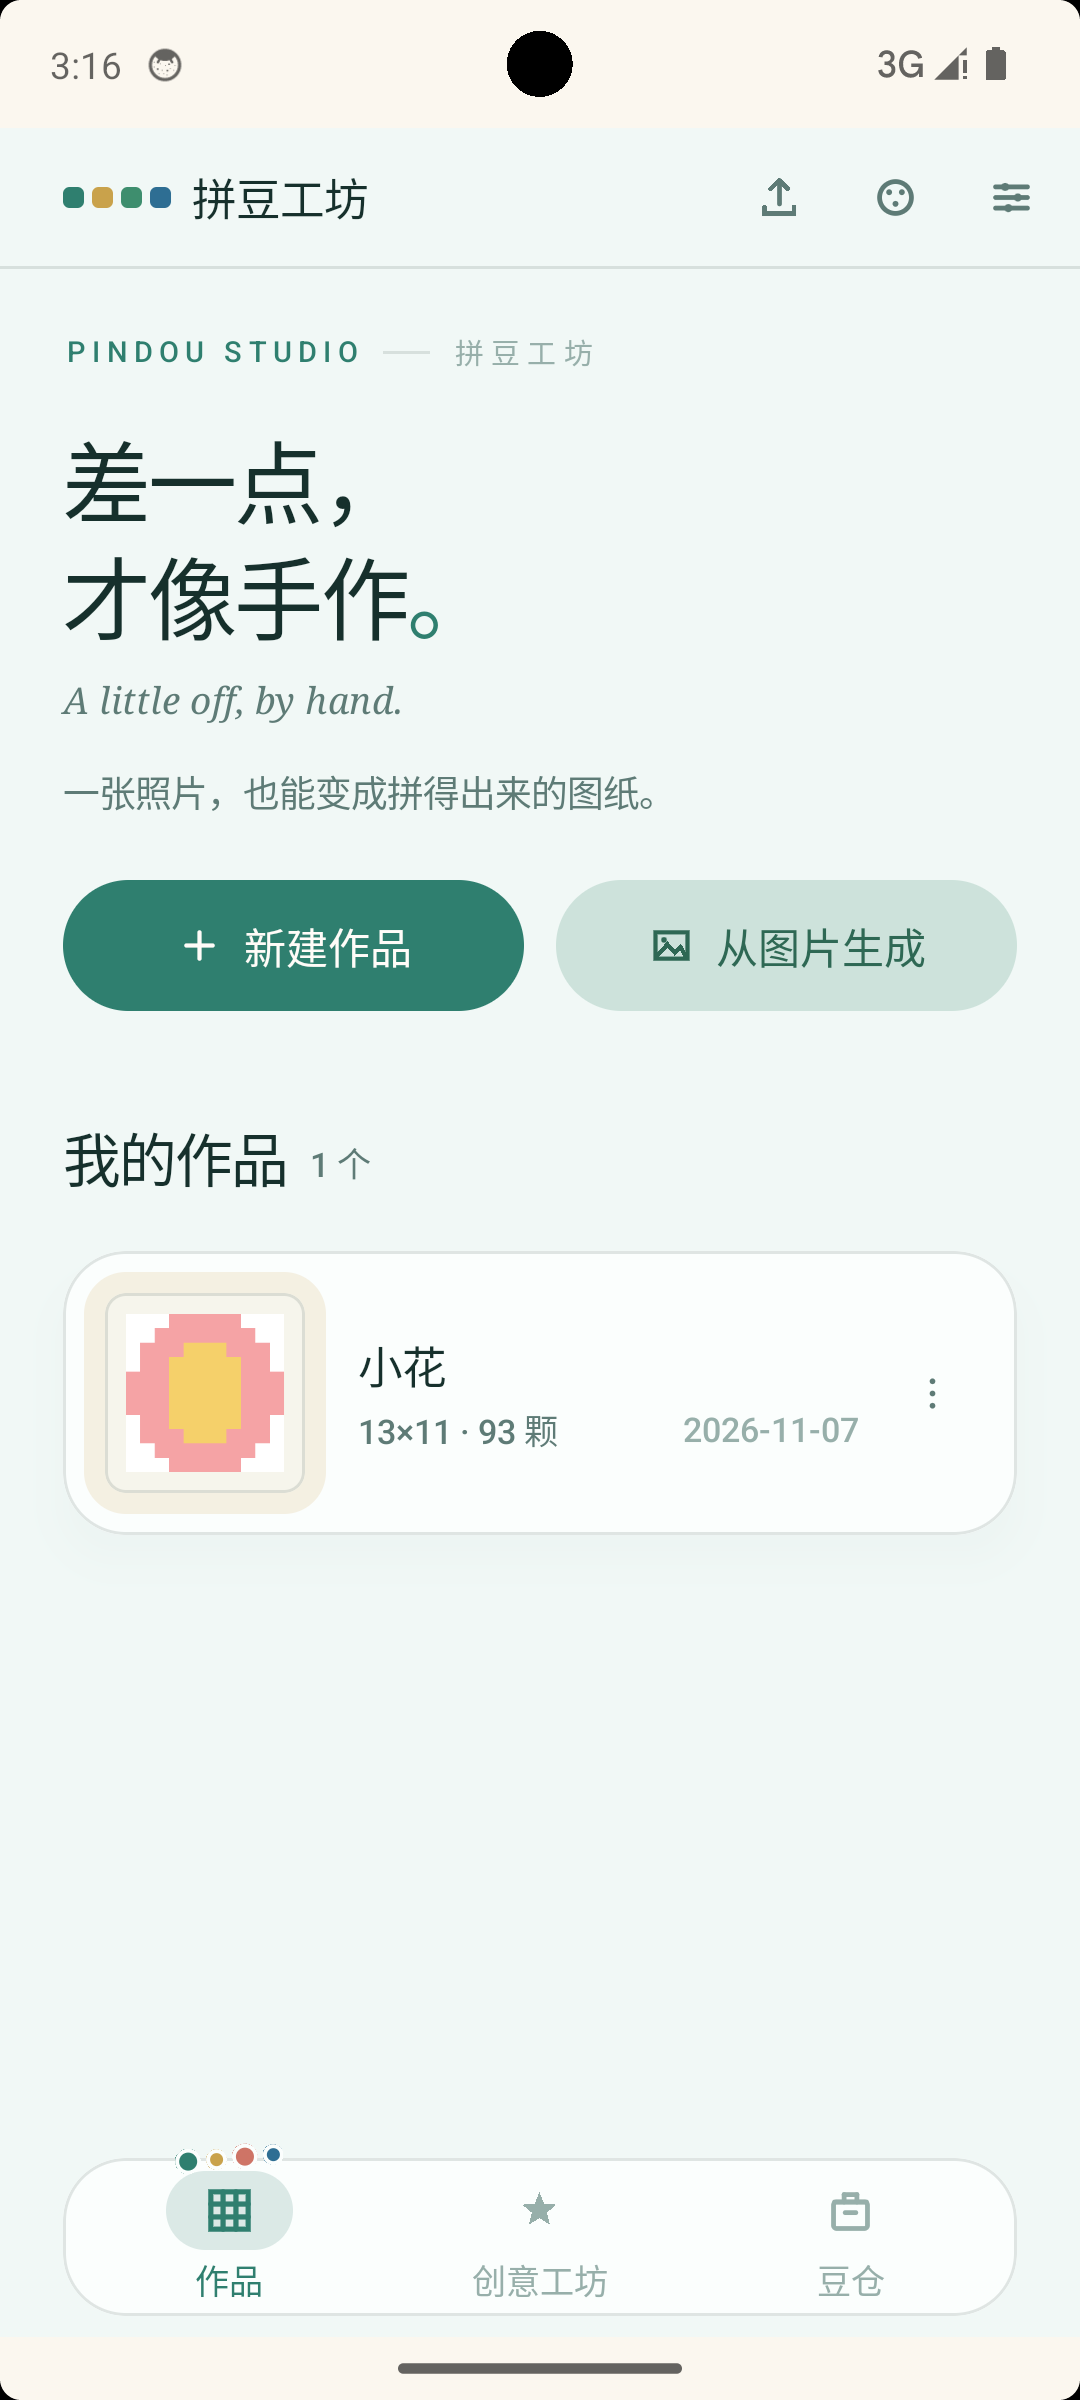 3:16
3G
拼豆工坊
PINDOU STUDIO — 拼豆工坊
差一点，
才像手作。
A little off, by hand.
一张照片，也能变成拼得出来的图纸。
新建作品
从图片生成
我的作品 1 个
小花
13×11 · 93 颗
2026-11-07
作品
创意工坊
豆仓